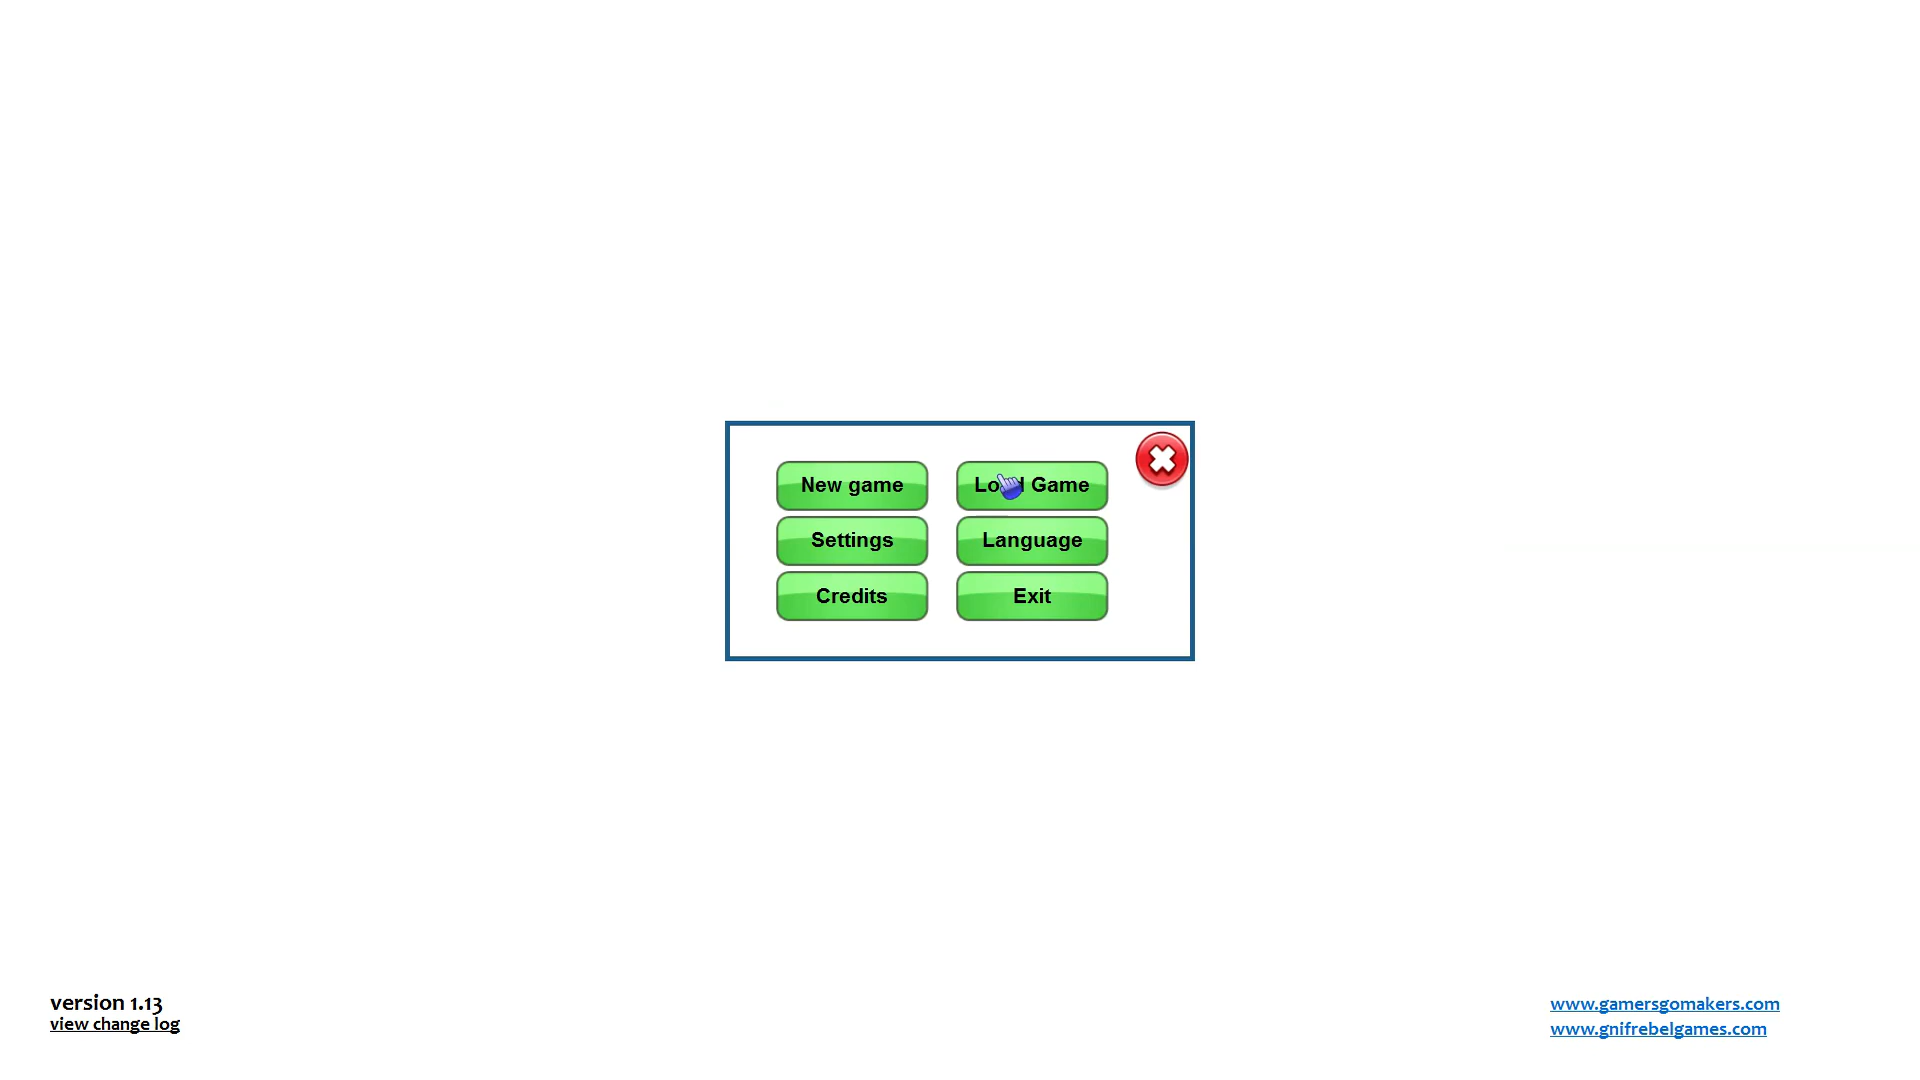 New game
Load Game
Settings
Language
Credits
Exit
version 1.13
view change log
www.gamersgomakers.com
www.gnifrebelgames.com